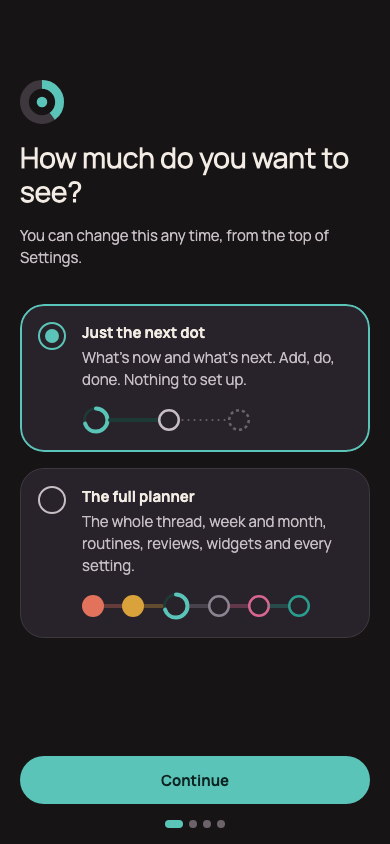 How much do you want to
see?
You can change this any time, from the top of
Settings.
Just the next dot
What's now and what's next. Add, do,
done. Nothing to set up.
The full planner
The whole thread, week and month,
routines, reviews, widgets and every
setting.
Continue